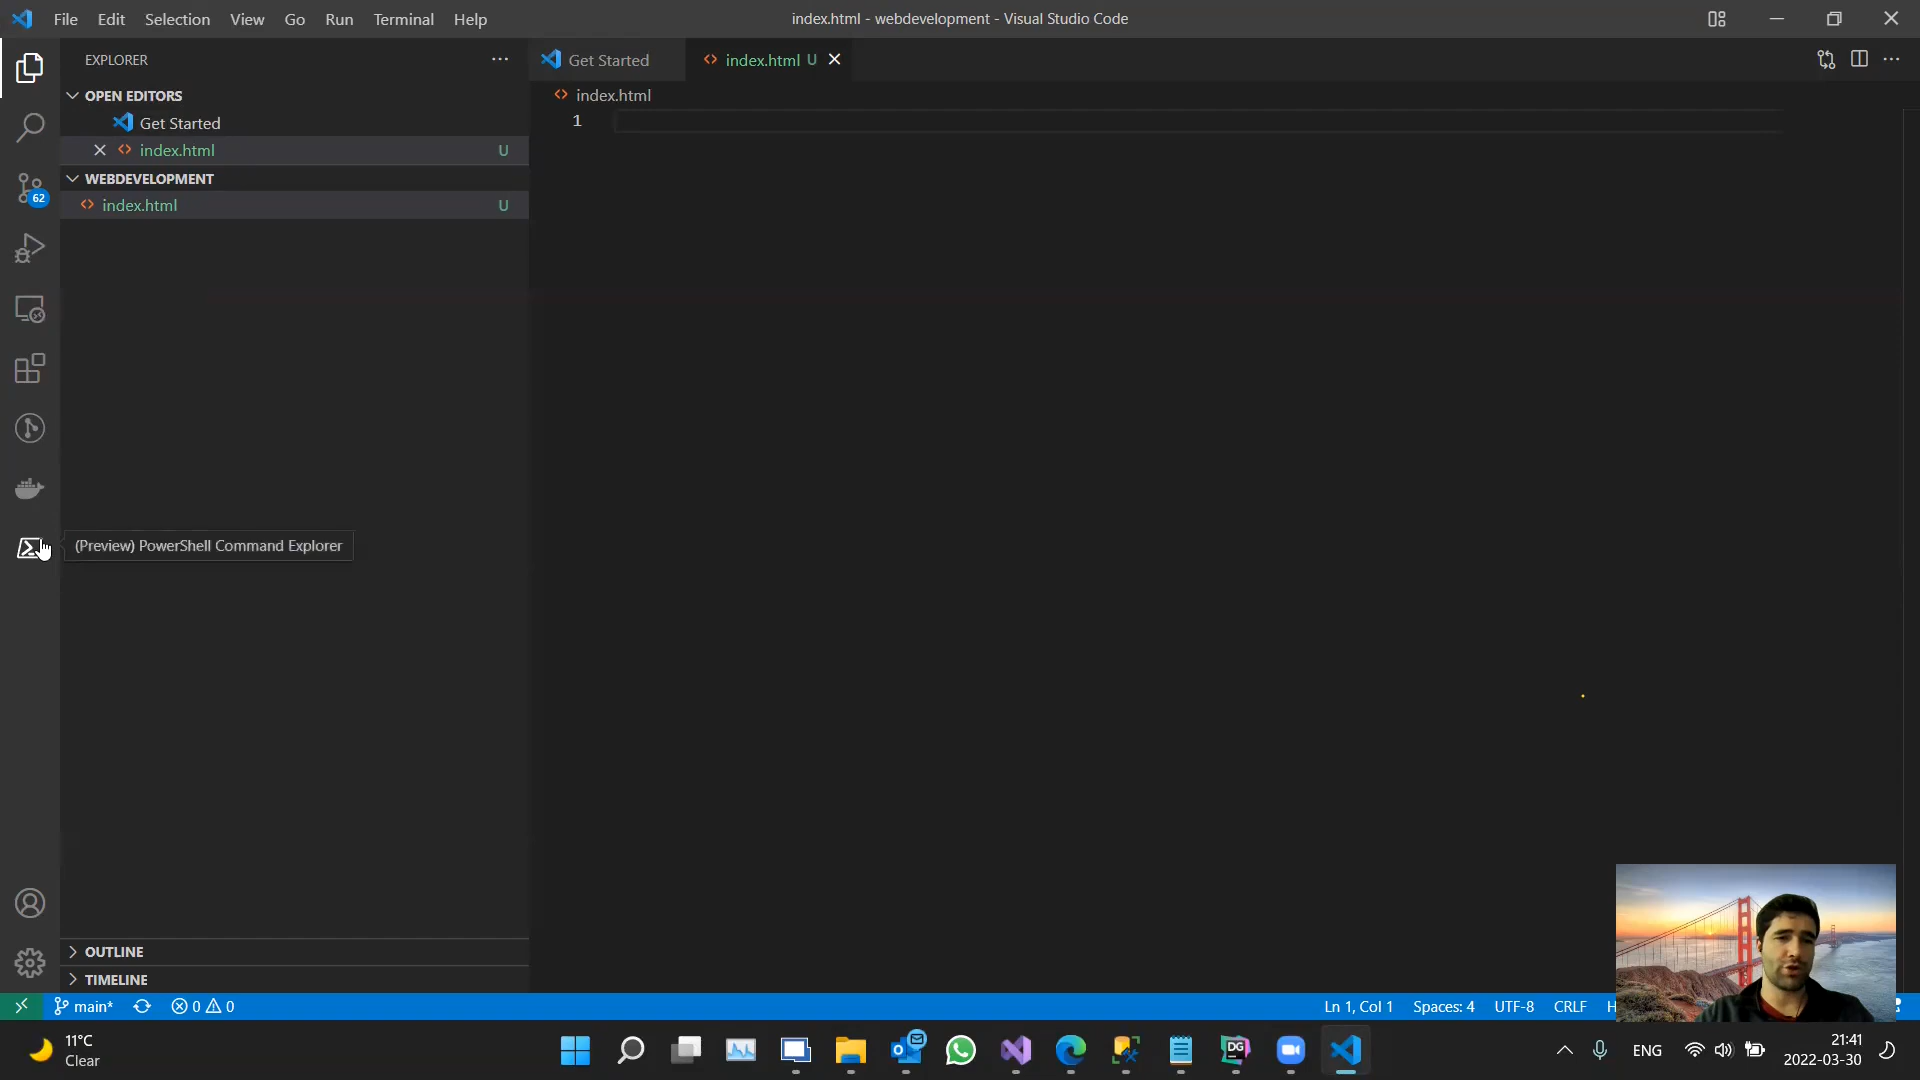 File Edit Selection View Go Run Terminal Help
index.html - webdevelopment - Visual Studio Code
EXPLORER
Get Started
index.html U
OPEN EDITORS
index.html
Get Started
1
index.html U
WEBDEVELOPMENT
index.html U
62
(Preview) PowerShell Command Explorer
OUTLINE
TIMELINE
main* 0 0
Ln 1, Col 1 Spaces: 4 UTF-8 CRLF
11°C
Clear
DG
ENG
21:41
2022-03-30